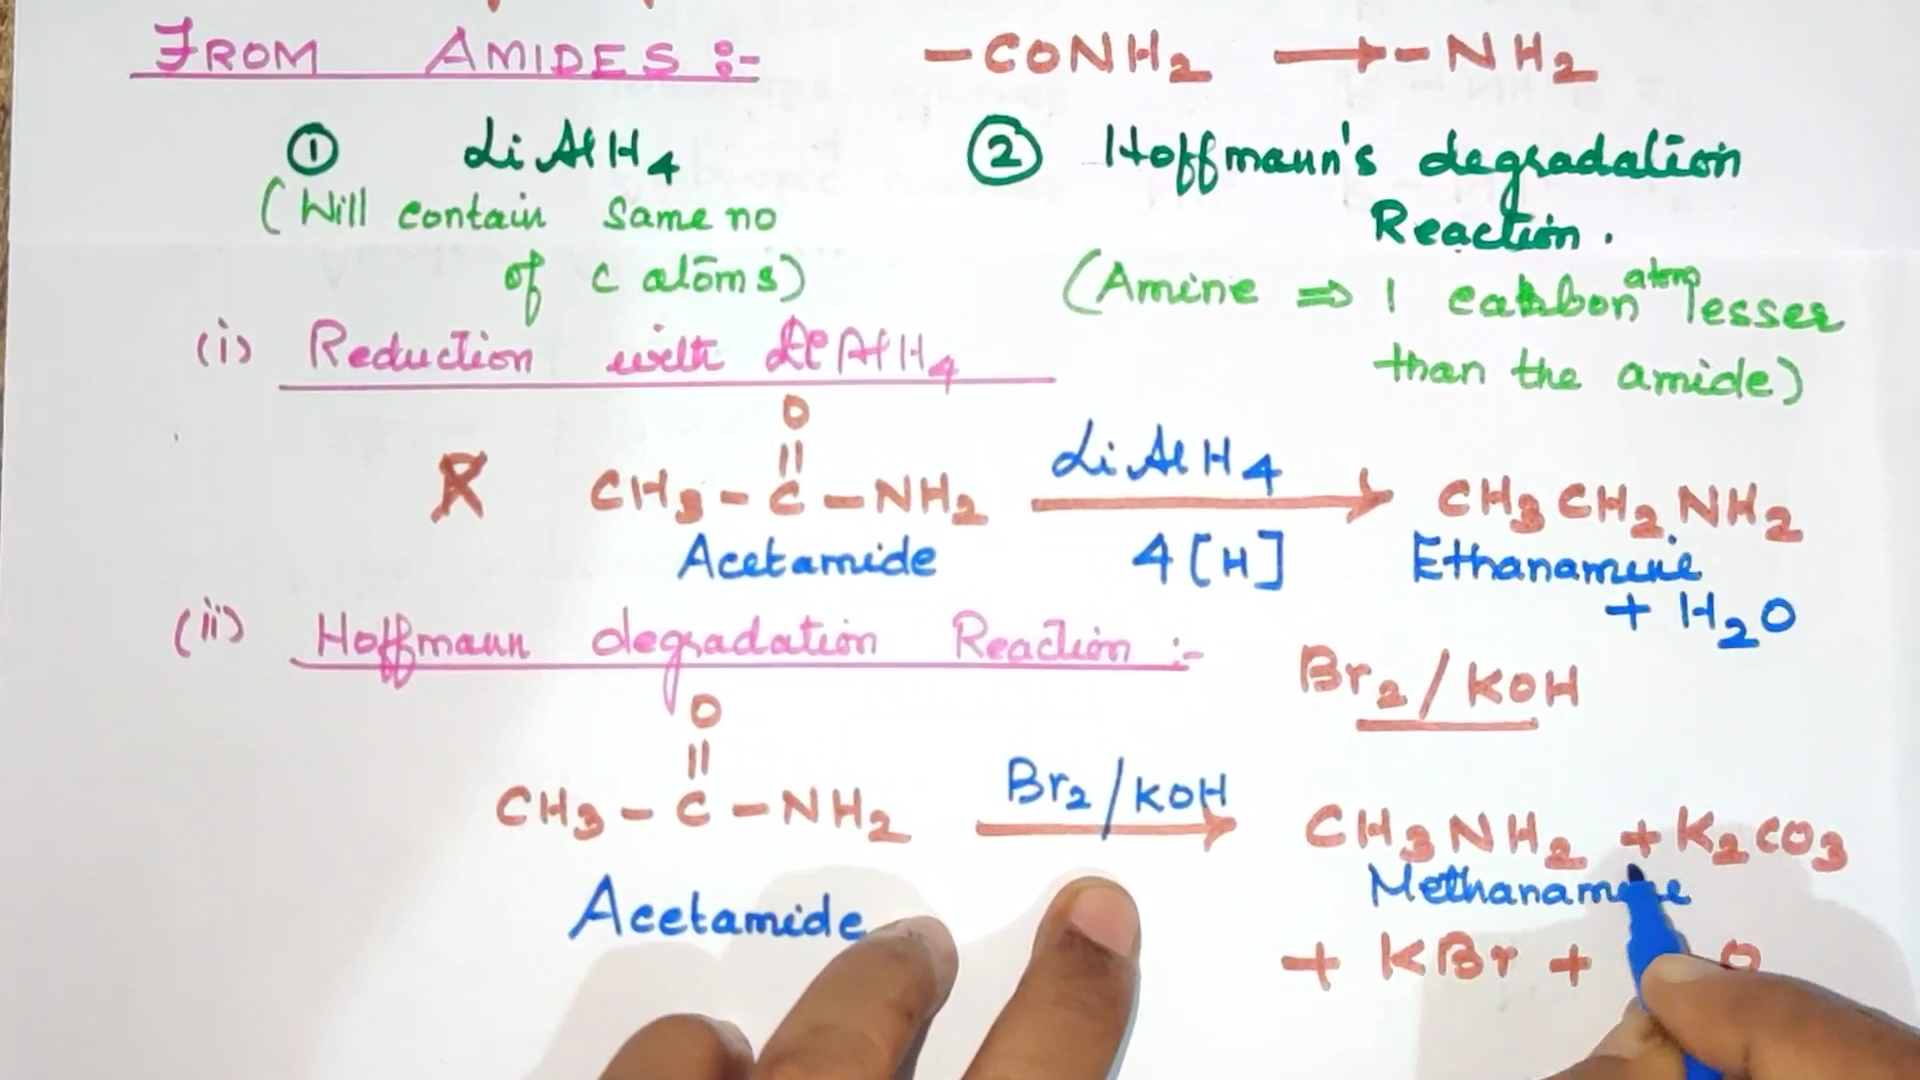 FROM AMIDES :-
-CONH2 → -NH2
① LiAlH4
(Will contain same no
of C atoms)
② Hoffmann's degradation
Reaction.
(Amine ⇒ 1 carbon atom lesser
than the amide)
(i) Reduction with LiAlH4
O
||
CH3 - C - NH2
Acetamide
LiAlH4
4[H]
CH3CH2NH2
Ethanamine
+ H2O
(ii) Hoffmann degradation Reaction :-
Br2/KOH
O
||
CH3 - C - NH2
Acetamide
Br2/KOH
CH3NH2 + K2CO3
Methanamine
+ KBr + O